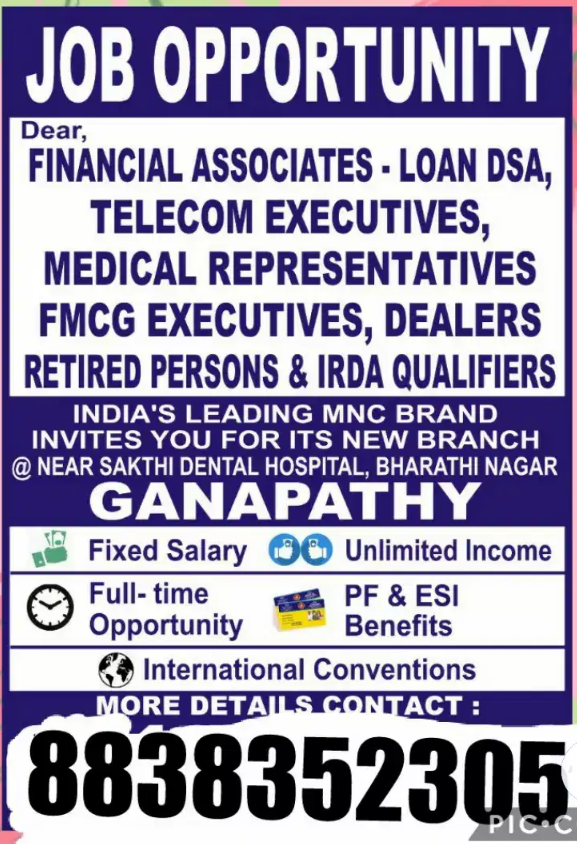 JOB OPPORTUNITY
Dear,
FINANCIAL ASSOCIATES - LOAN DSA,
TELECOM EXECUTIVES,
MEDICAL REPRESENTATIVES
FMCG EXECUTIVES, DEALERS
RETIRED PERSONS & IRDA QUALIFIERS
INDIA'S LEADING MNC BRAND
INVITES YOU FOR ITS NEW BRANCH
@ NEAR SAKTHI DENTAL HOSPITAL, BHARATHI NAGAR
GANAPATHY
Fixed Salary Unlimited Income
Full- time PF & ESI
Opportunity Benefits
International Conventions
MORE DETAILS CONTACT :
8838352305
PIC•C